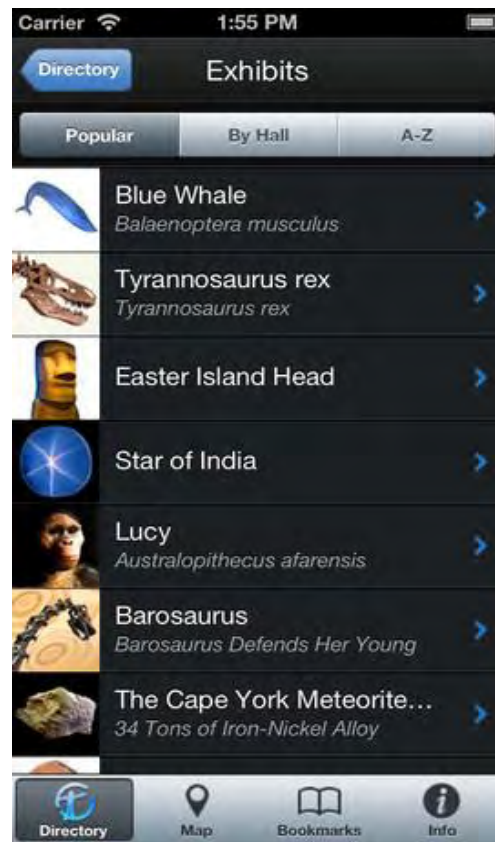 Carrier 1:55 PM
Directory Exhibits
Popular By Hall A-Z
Blue Whale
Balaenoptera musculus
Tyrannosaurus rex
Tyrannosaurus rex
Easter Island Head
Star of India
Lucy
Australopithecus afarensis
Barosaurus
Barosaurus Defends Her Young
The Cape York Meteorite...
34 Tons of Iron-Nickel Alloy
Directory Map Bookmarks Info